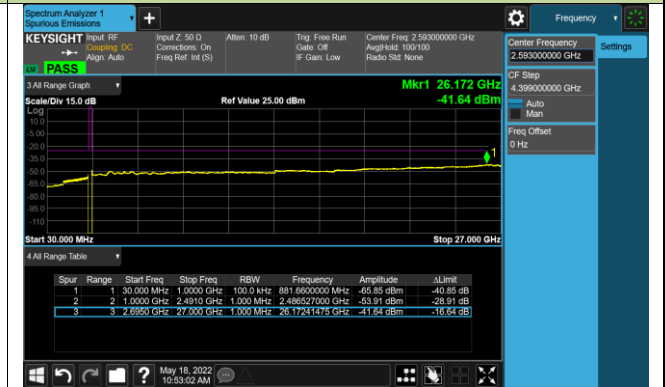 Spectrum Analyzer 1
Spurious Emissions
Frequency
KEYSIGHT Input: RF Input Z: 50 Ω Atten: 10 dB Trig: Free Run Center Freq: 2.593000000 GHz
Coupling: DC Corrections: On Gate: Off Avg|Hold: 100/100
Align: Auto Freq Ref: Int (S) IF Gain: Low Radio Std: None
PASS
Center Frequency
2.593000000 GHz
Settings
CF Step
4.399000000 GHz
Auto
Man
Freq Offset
0 Hz
3 All Range Graph
Mkr1 26.172 GHz
Scale/Div 15.0 dB Ref Value 25.00 dBm -41.64 dBm
Log
10.0
-5.00
-20.0
-35.0
-50.0
-65.0
-80.0
-95.0
-110
1
Start 30.000 MHz Stop 27.000 GHz
4 All Range Table
Spur Range Start Freq Stop Freq RBW Frequency Amplitude ΔLimit
1 1 30.000 MHz 1.0000 GHz 100.0 kHz 881.6600000 MHz -65.85 dBm -40.85 dB
2 2 1.0000 GHz 2.4910 GHz 1.000 MHz 2.486527000 GHz -53.91 dBm -28.91 dB
3 3 2.6950 GHz 27.000 GHz 1.000 MHz 26.17241475 GHz -41.64 dBm -16.64 dB
May 18, 2022
10:53:02 AM